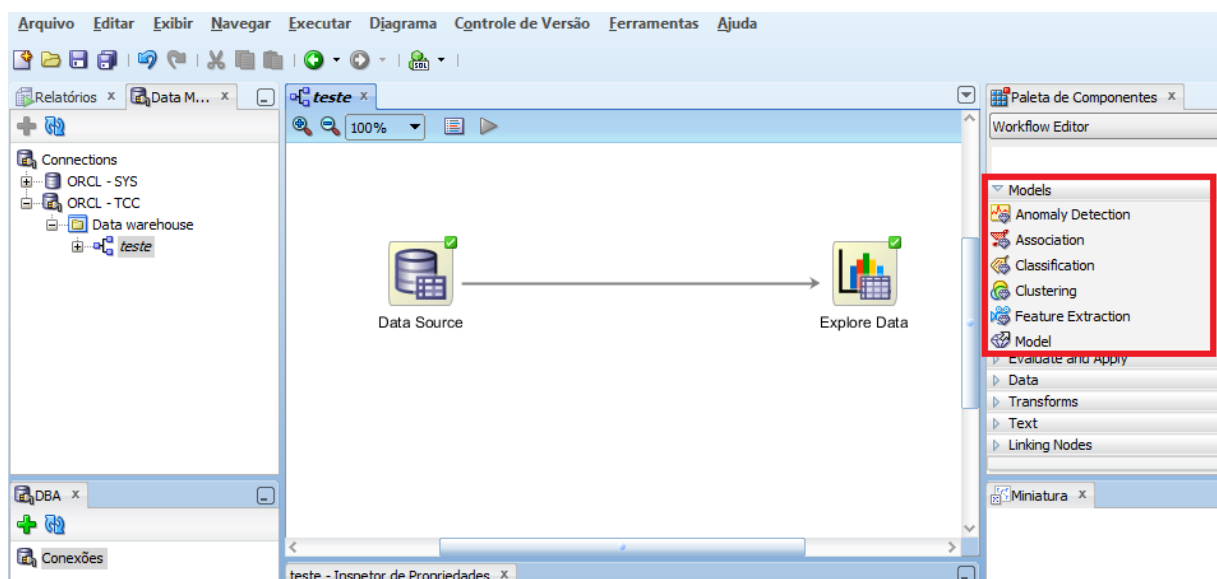 Arquivo Editar Exibir Navegar Executar Diagrama Controle de Versão Ferramentas Ajuda
SQL
Relatórios x Data M... x
Connections
ORCL - SYS
ORCL - TCC
Data warehouse
teste
DBA x
Conexões
teste x
100%
Data Source
Explore Data
teste - Inspetor de Propriedades x
Paleta de Componentes x
Workflow Editor
Models
Anomaly Detection
Association
Classification
Clustering
Feature Extraction
Model
Evaluate and Apply
Data
Transforms
Text
Linking Nodes
Miniatura x